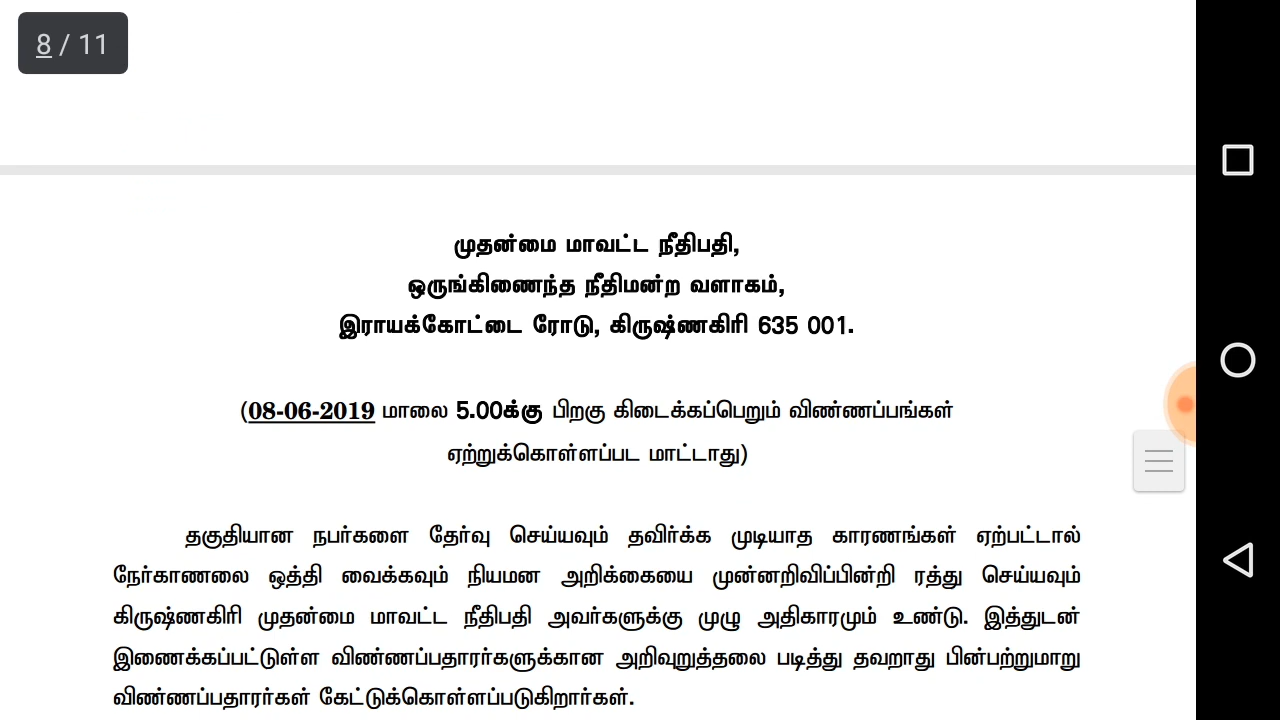 8 / 11
முதன்மை மாவட்ட நீதிபதி,
ஒருங்கிணைந்த நீதிமன்ற வளாகம்,
இராயக்கோட்டை ரோடு, கிருஷ்ணகிரி 635 001.
(08-06-2019 மாலை 5.00க்கு பிறகு கிடைக்கப்பெறும் விண்ணப்பங்கள்
ஏற்றுக்கொள்ளப்பட மாட்டாது)
தகுதியான நபர்களை தேர்வு செய்யவும் தவிர்க்க முடியாத காரணங்கள் ஏற்பட்டால்
நேர்காணலை ஒத்தி வைக்கவும் நியமன அறிக்கையை முன்னறிவிப்பின்றி ரத்து செய்யவும்
கிருஷ்ணகிரி முதன்மை மாவட்ட நீதிபதி அவர்களுக்கு முழு அதிகாரமும் உண்டு. இத்துடன்
இணைக்கப்பட்டுள்ள விண்ணப்பதாரர்களுக்கான அறிவுறுத்தலை படித்து தவறாது பின்பற்றுமாறு
விண்ணப்பதாரர்கள் கேட்டுக்கொள்ளப்படுகிறார்கள்.